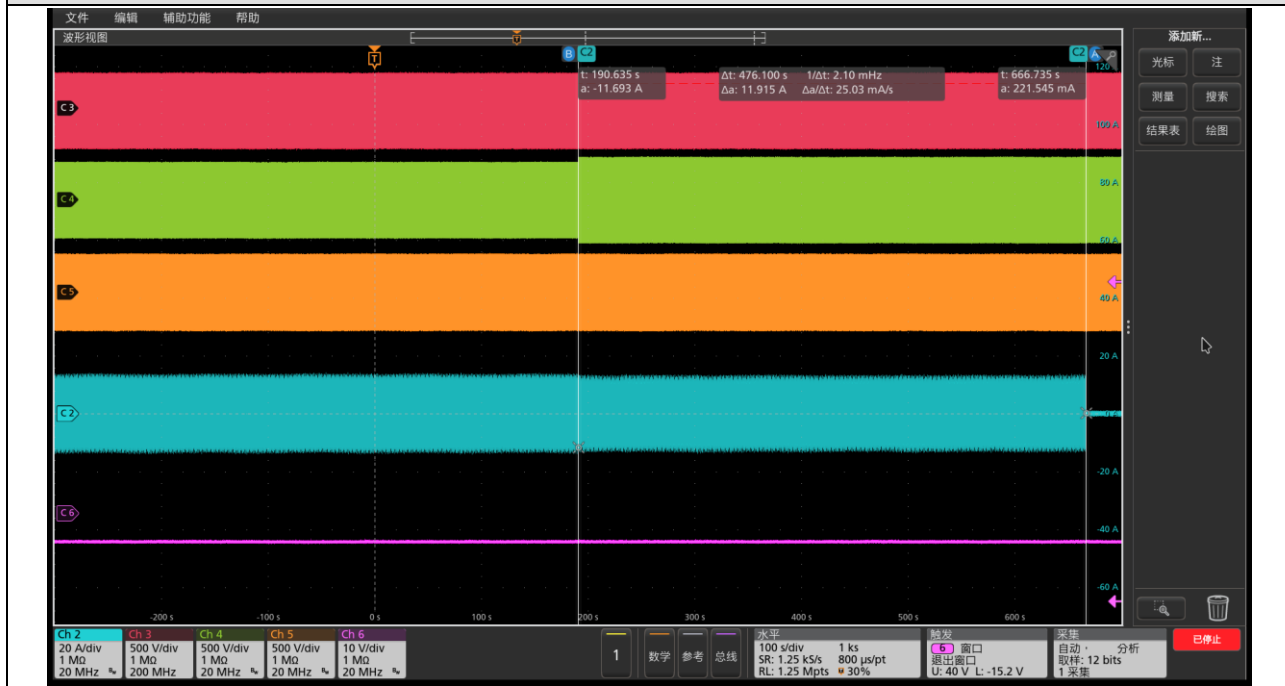 文件 编辑 辅助功能 帮助
波形视图
添加新...
光标 注
测量 搜索
结果表 绘图
T
T
B C2
C2 A
t: 190.635 s
a: -11.693 A
Δt: 476.100 s 1/Δt: 2.10 mHz
Δa: 11.915 A Δa/Δt: 25.03 mA/s
t: 666.735 s
a: 221.545 mA
120
C3
100 A
80 A
C4
60 A
C5
40 A
20 A
C2
-20 A
C6
-40 A
-60 A
-200 s -100 s 0 s 100 s 200 s 300 s 400 s 500 s 600 s
Ch 2
20 A/div
1 MΩ
20 MHz
Ch 3
500 V/div
1 MΩ
200 MHz
Ch 4
500 V/div
1 MΩ
20 MHz
Ch 5
500 V/div
1 MΩ
20 MHz
Ch 6
10 V/div
1 MΩ
20 MHz
1 数学 参考 总线
水平
100 s/div 1 ks
SR: 1.25 kS/s 800 µs/pt
RL: 1.25 Mpts 30%
触发
6 窗口
退出窗口
U: 40 V L: -15.2 V
采集
自动, 分析
取样: 12 bits
1 采集
已停止